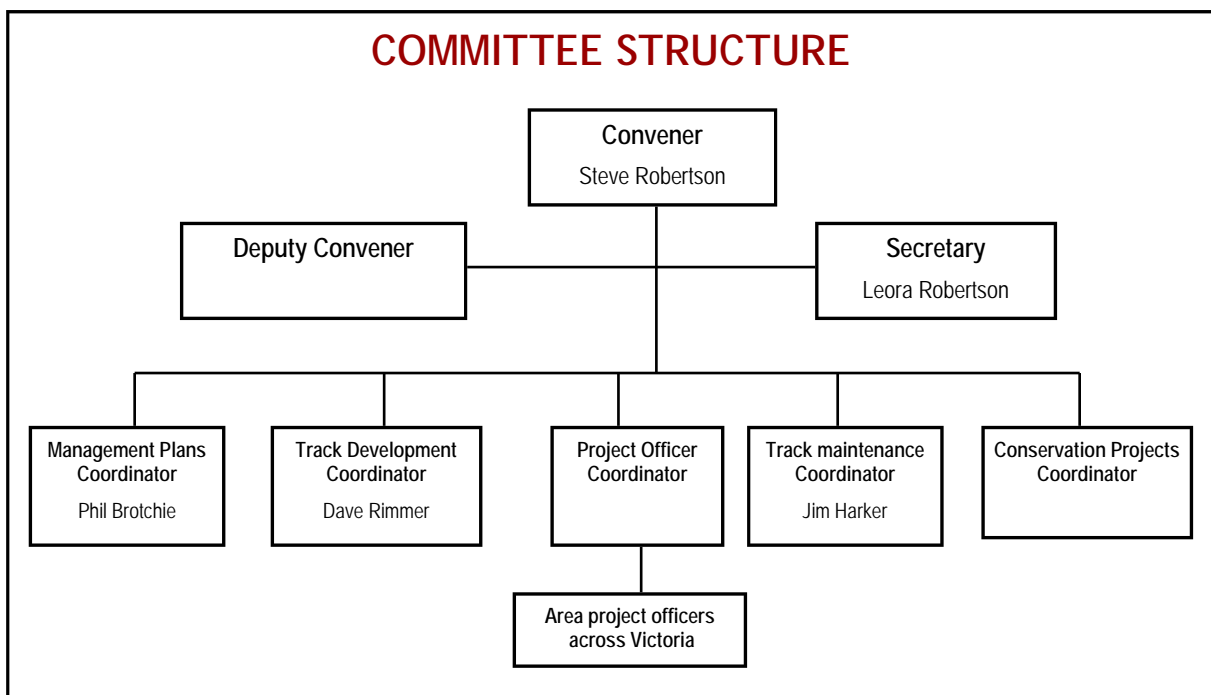 COMMITTEE STRUCTURE
Convener
Steve Robertson
Deputy Convener
Secretary
Leora Robertson
Management Plans
Coordinator
Phil Brotchie
Track Development
Coordinator
Dave Rimmer
Project Officer
Coordinator
Track maintenance
Coordinator
Jim Harker
Conservation Projects
Coordinator
Area project officers
across Victoria